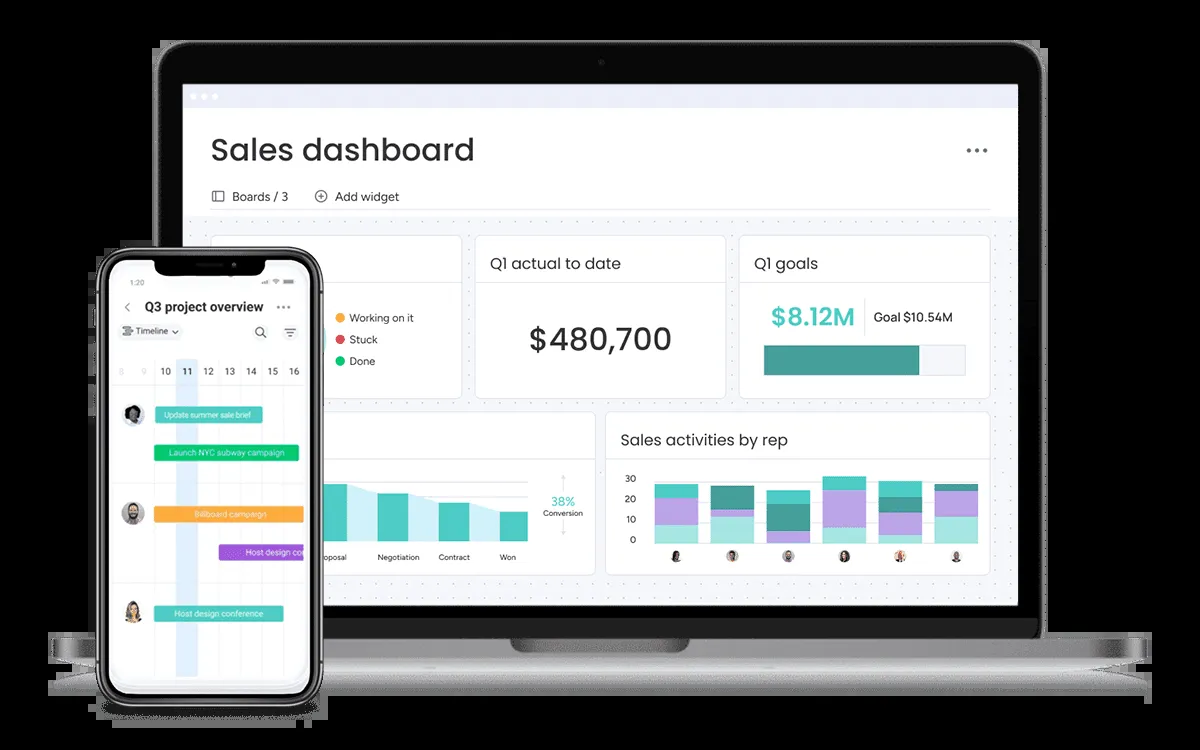 Sales dashboard
Boards / 3
Add widget
Working on it
Stuck
Done
Q1 actual to date
$480,700
Q1 goals
$8.12M
Goal $10.54M
38%
Conversion
oposal
Negotiation
Contract
Won
Sales activities by rep
30
20
10
0
1:20
Q3 project overview
Timeline
8 9 10 11 12 13 14 15 16
Update summer sale brief
Launch NYC subway campaign
Billboard campaign
Host design co
Host design conference